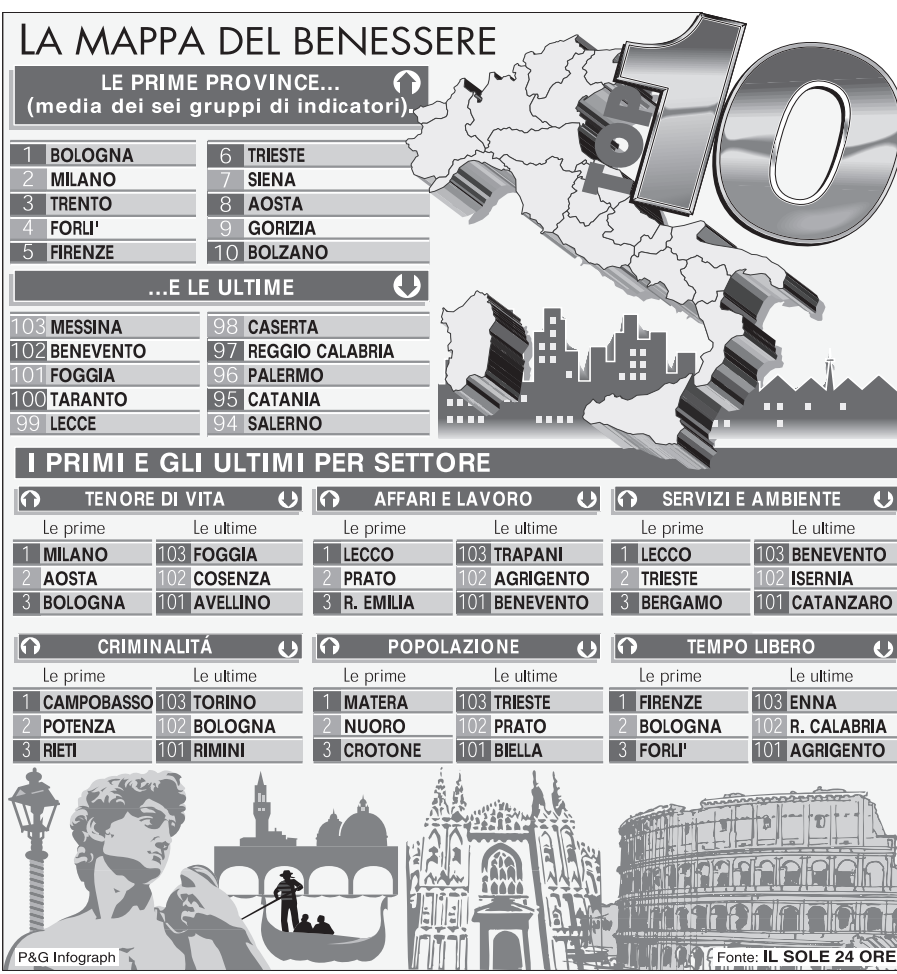 LA MAPPA DEL BENESSERE
TOP 10
LE PRIME PROVINCE...
(media dei sei gruppi di indicatori)
1 BOLOGNA
2 MILANO
3 TRENTO
4 FORLI'
5 FIRENZE
6 TRIESTE
7 SIENA
8 AOSTA
9 GORIZIA
10 BOLZANO
...E LE ULTIME
103 MESSINA
102 BENEVENTO
101 FOGGIA
100 TARANTO
99 LECCE
98 CASERTA
97 REGGIO CALABRIA
96 PALERMO
95 CATANIA
94 SALERNO
I PRIMI E GLI ULTIMI PER SETTORE
TENORE DI VITA
Le prime
1 MILANO
2 AOSTA
3 BOLOGNA
Le ultime
103 FOGGIA
102 COSENZA
101 AVELLINO
AFFARI E LAVORO
Le prime
1 LECCO
2 PRATO
3 R. EMILIA
Le ultime
103 TRAPANI
102 AGRIGENTO
101 BENEVENTO
SERVIZI E AMBIENTE
Le prime
1 LECCO
2 TRIESTE
3 BERGAMO
Le ultime
103 BENEVENTO
102 ISERNIA
101 CATANZARO
CRIMINALITÁ
Le prime
1 CAMPOBASSO
2 POTENZA
3 RIETI
Le ultime
103 TORINO
102 BOLOGNA
101 RIMINI
POPOLAZIONE
Le prime
1 MATERA
2 NUORO
3 CROTONE
Le ultime
103 TRIESTE
102 PRATO
101 BIELLA
TEMPO LIBERO
Le prime
1 FIRENZE
2 BOLOGNA
3 FORLI'
Le ultime
103 ENNA
102 R. CALABRIA
101 AGRIGENTO
P&G Infograph
Fonte: IL SOLE 24 ORE